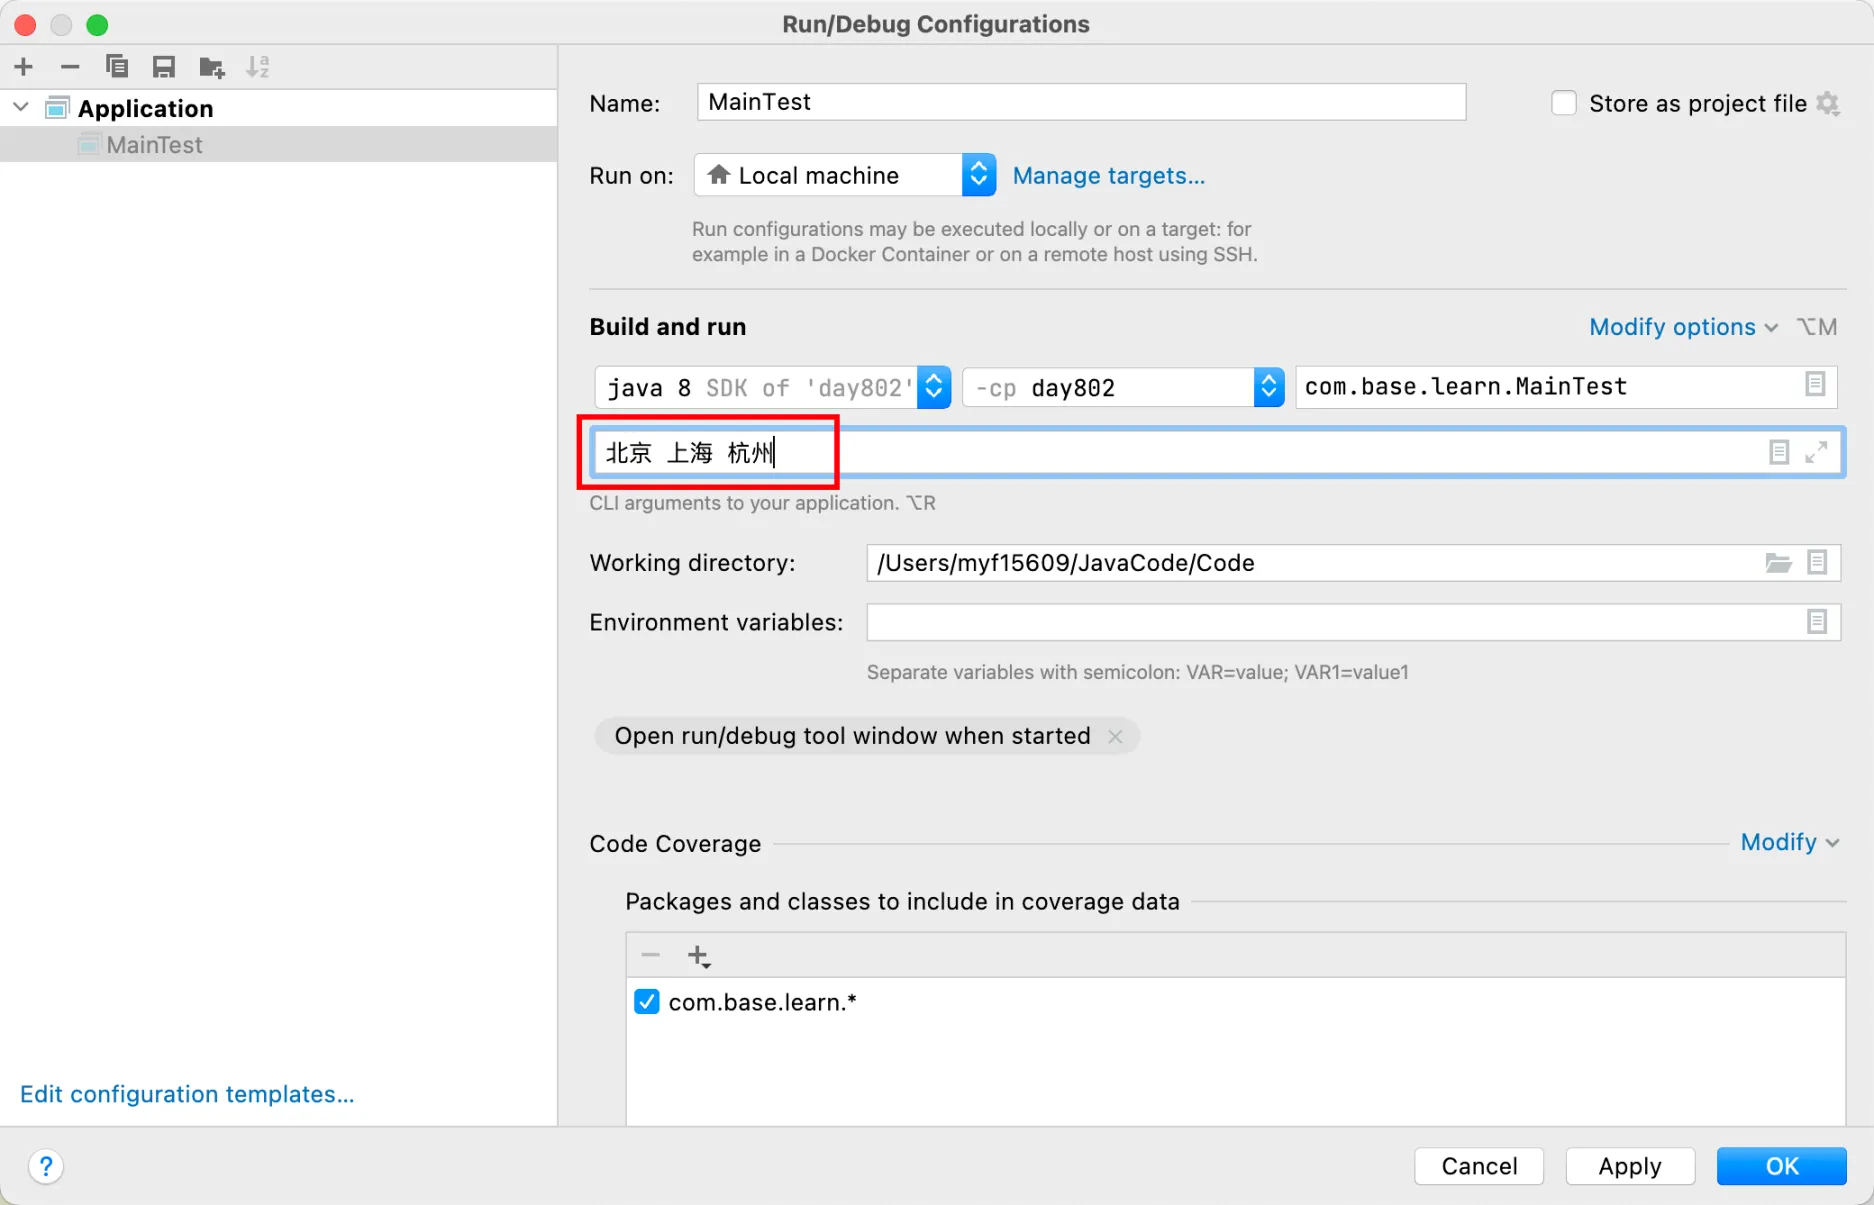 Run/Debug Configurations
Application
MainTest
Edit configuration templates...
Name: MainTest
Store as project file
Run on: Local machine Manage targets...
Run configurations may be executed locally or on a target: for
example in a Docker Container or on a remote host using SSH.
Build and run Modify options ⌥M
java 8 SDK of 'day802' -cp day802 com.base.learn.MainTest
北京 上海 杭州
CLI arguments to your application. ⌥R
Working directory: /Users/myf15609/JavaCode/Code
Environment variables:
Separate variables with semicolon: VAR=value; VAR1=value1
Open run/debug tool window when started ×
Code Coverage Modify
Packages and classes to include in coverage data
com.base.learn.*
? Cancel Apply OK